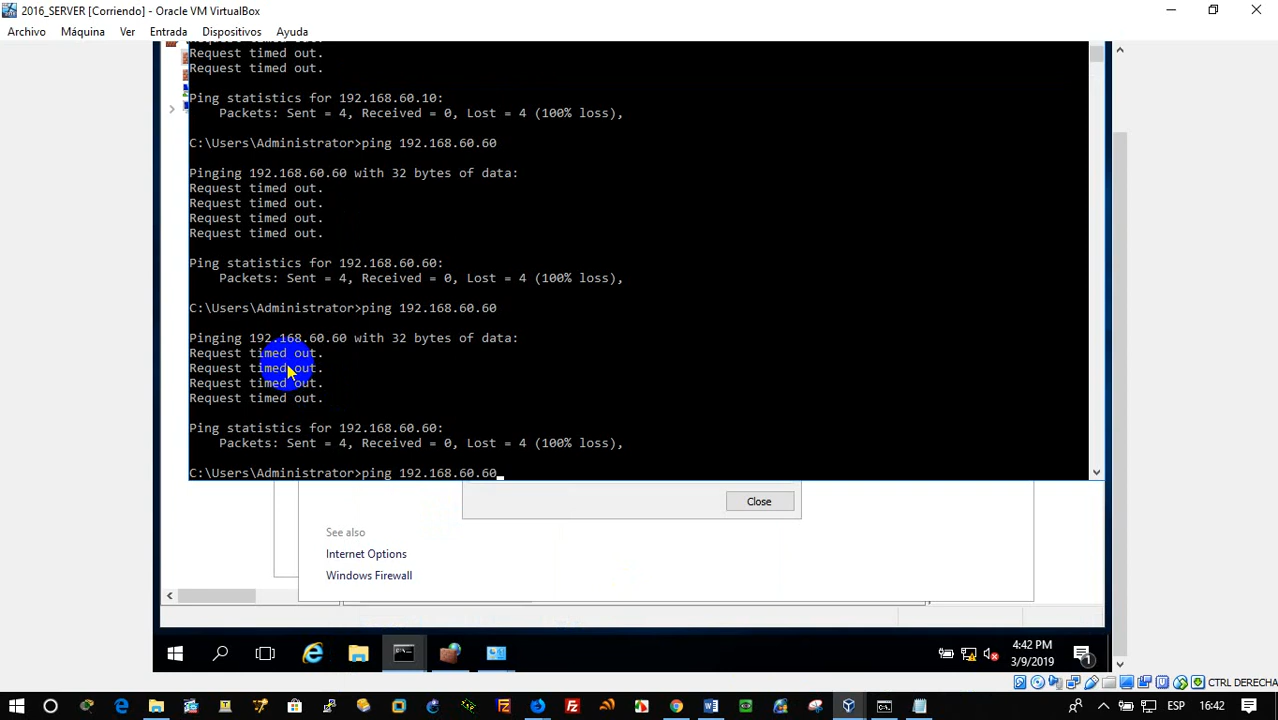 2016_SERVER [Corriendo] - Oracle VM VirtualBox
Archivo Máquina Ver Entrada Dispositivos Ayuda
Request timed out.
Request timed out.
Request timed out.
Ping statistics for 192.168.60.10:
Packets: Sent = 4, Received = 0, Lost = 4 (100% loss),
C:\Users\Administrator>ping 192.168.60.60
Pinging 192.168.60.60 with 32 bytes of data:
Request timed out.
Request timed out.
Request timed out.
Request timed out.
Ping statistics for 192.168.60.60:
Packets: Sent = 4, Received = 0, Lost = 4 (100% loss),
C:\Users\Administrator>ping 192.168.60.60
Pinging 192.168.60.60 with 32 bytes of data:
Request timed out.
Request timed out.
Request timed out.
Request timed out.
Ping statistics for 192.168.60.60:
Packets: Sent = 4, Received = 0, Lost = 4 (100% loss),
C:\Users\Administrator>ping 192.168.60.60_
Close
See also
Internet Options
Windows Firewall
4:42 PM
3/9/2019
1
CTRL DERECHA
ESP 16:42